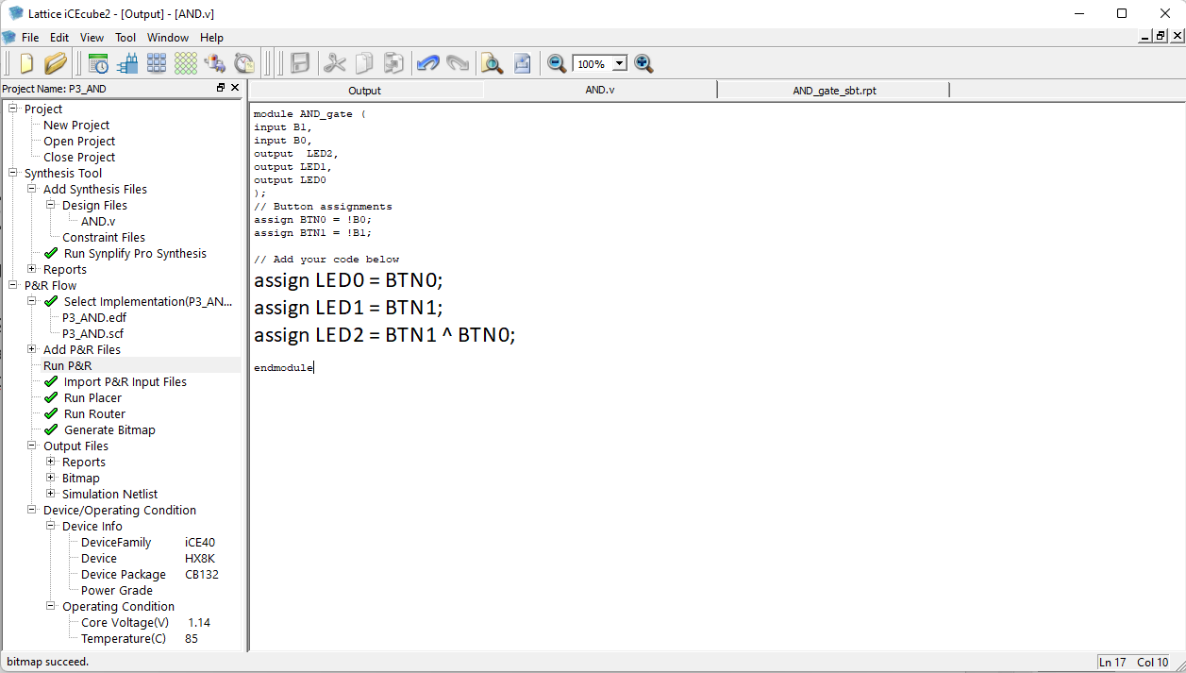 Lattice iCEcube2 - [Output] - [AND.v]
File Edit View Tool Window Help
100%
Project Name: P3_AND
Output AND.v AND_gate_sbt.rpt
Project
New Project
Open Project
Close Project
Synthesis Tool
Add Synthesis Files
Design Files
AND.v
Constraint Files
Run Synplify Pro Synthesis
Reports
P&R Flow
Select Implementation(P3_AN...
P3_AND.edf
P3_AND.scf
Add P&R Files
Run P&R
Import P&R Input Files
Run Placer
Run Router
Generate Bitmap
Output Files
Reports
Bitmap
Simulation Netlist
Device/Operating Condition
Device Info
DeviceFamily iCE40
Device HX8K
Device Package CB132
Power Grade
Operating Condition
Core Voltage(V) 1.14
Temperature(C) 85
module AND_gate (
input B1,
input B0,
output  LED2,
output LED1,
output LED0
);
// Button assignments
assign BTN0 = !B0;
assign BTN1 = !B1;
// Add your code below
assign LED0 = BTN0;
assign LED1 = BTN1;
assign LED2 = BTN1 ^ BTN0;
endmodule
bitmap succeed.
Ln 17 Col 10